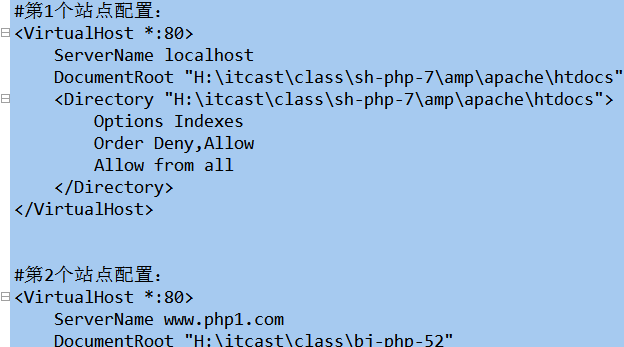 #第1个站点配置：
<VirtualHost *:80>
ServerName localhost
DocumentRoot "H:\itcast\class\sh-php-7\amp\apache\htdocs"
<Directory "H:\itcast\class\sh-php-7\amp\apache\htdocs">
Options Indexes
Order Deny,Allow
Allow from all
</Directory>
</VirtualHost>
#第2个站点配置：
<VirtualHost *:80>
ServerName www.php1.com
DocumentRoot "H:\itcast\class\bj-php-52"